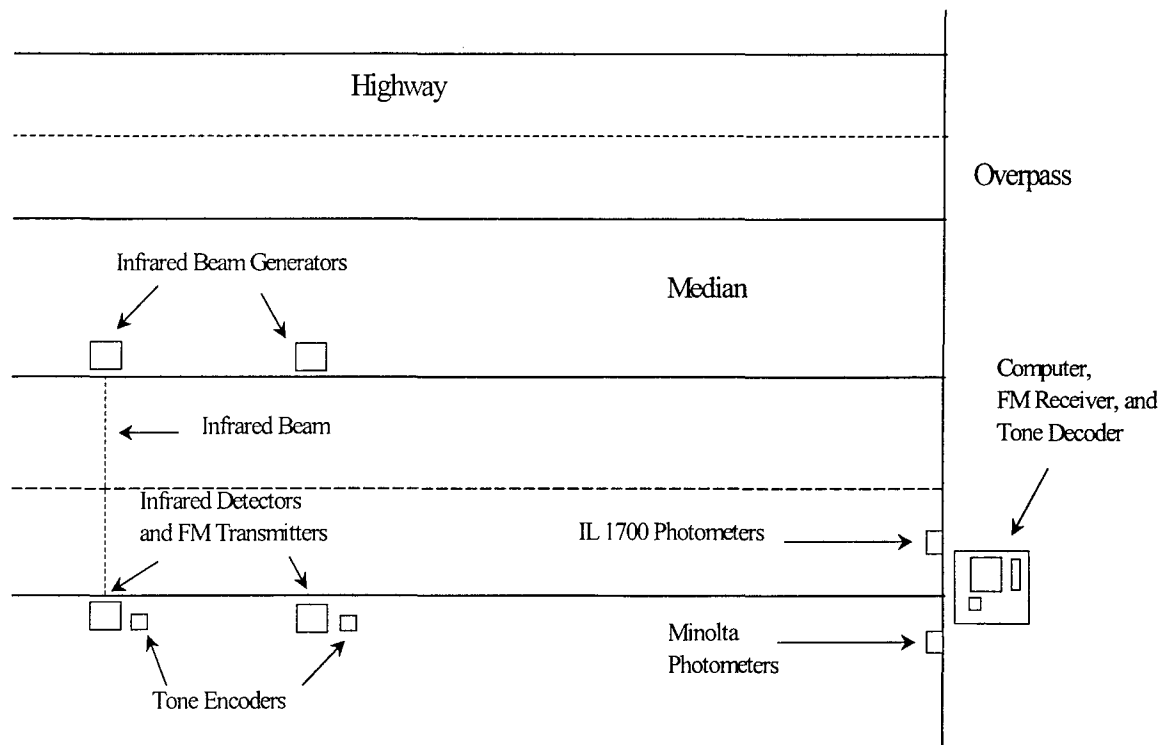 Highway
Overpass
Infrared Beam Generators
Median
Computer,
FM Receiver, and
Tone Decoder
Infrared Beam
Infrared Detectors
and FM Transmitters
IL 1700 Photometers
Minolta
Photometers
Tone Encoders